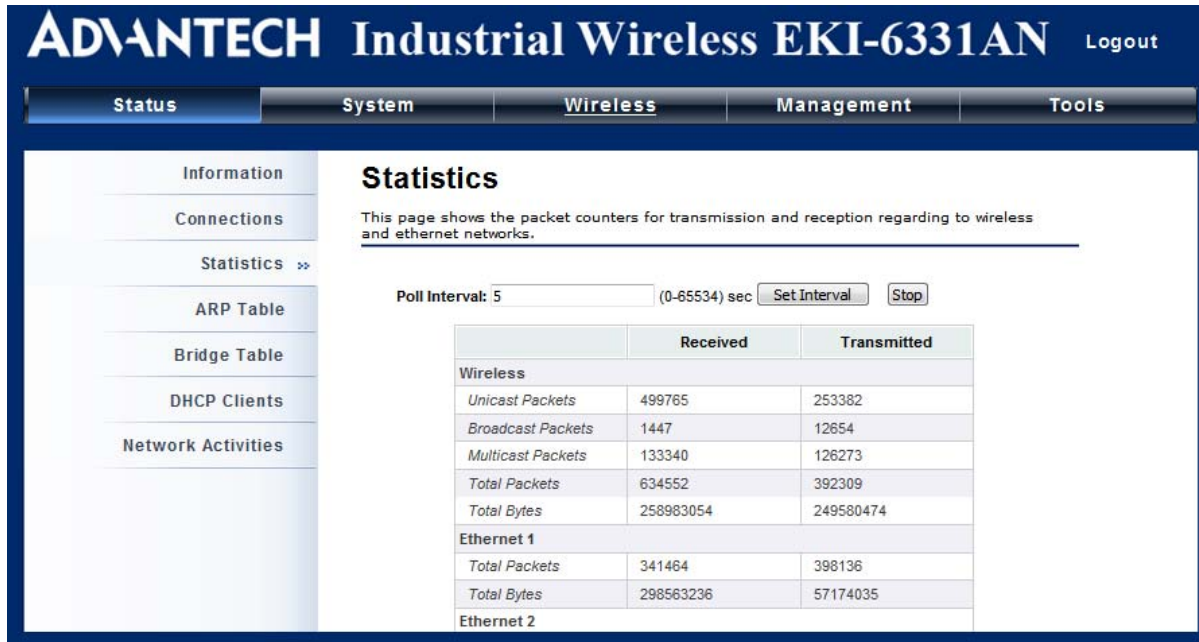 ADVANTECH Industrial Wireless EKI-6331AN Logout
Status System Wireless Management Tools
Information
Connections
Statistics »
ARP Table
Bridge Table
DHCP Clients
Network Activities
Statistics
This page shows the packet counters for transmission and reception regarding to wireless
and ethernet networks.
Poll Interval: 5 (0-65534) sec Set Interval Stop
Received Transmitted
Wireless
Unicast Packets 499765 253382
Broadcast Packets 1447 12654
Multicast Packets 133340 126273
Total Packets 634552 392309
Total Bytes 258983054 249580474
Ethernet 1
Total Packets 341464 398136
Total Bytes 298563236 57174035
Ethernet 2